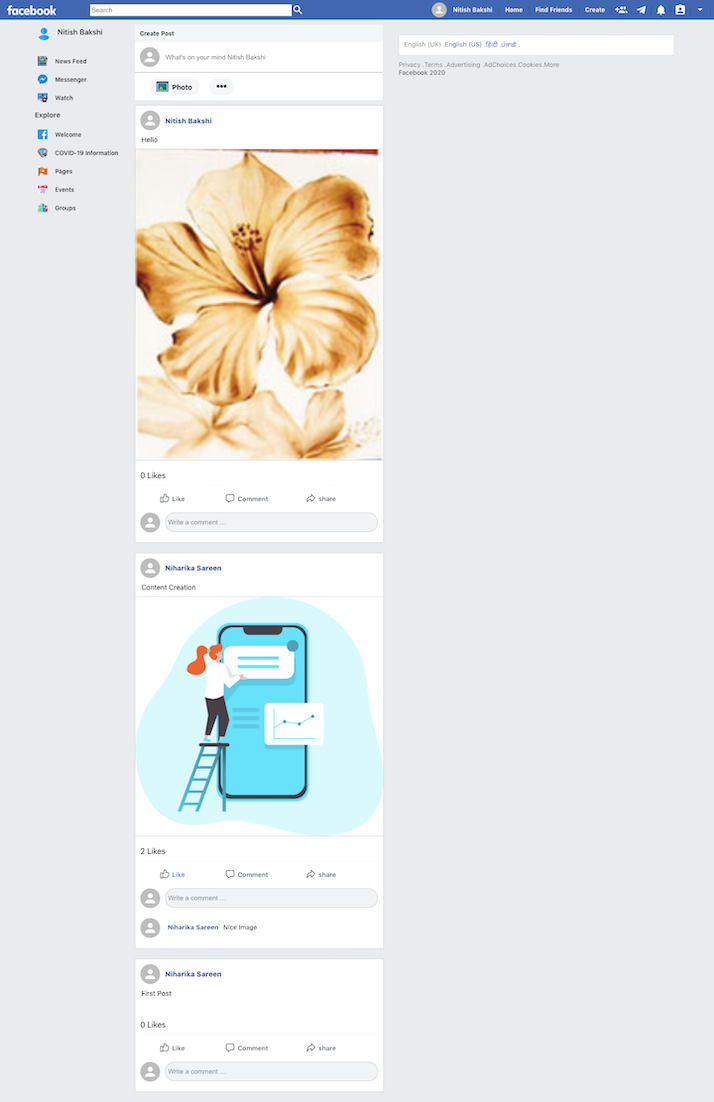 facebook Search Nitish Bakshi Home Find Friends Create
Nitish Bakshi
News Feed
Messenger
Watch
Explore
Welcome
COVID-19 Information
Pages
Events
Groups
Create Post
What's on your mind Nitish Bakshi
Photo •••
Nitish Bakshi
Hello
0 Likes
Like Comment share
Write a comment ....
Niharika Sareen
Content Creation
2 Likes
Like Comment share
Write a comment ....
Niharika Sareen Nice Image
Niharika Sareen
First Post
0 Likes
Like Comment share
Write a comment ....
English (UK) .English (US) .हिन्दी .ਪੰਜਾਬੀ .
Privacy .Terms .Advertising .AdChoices.Cookies.More
Facebook 2020